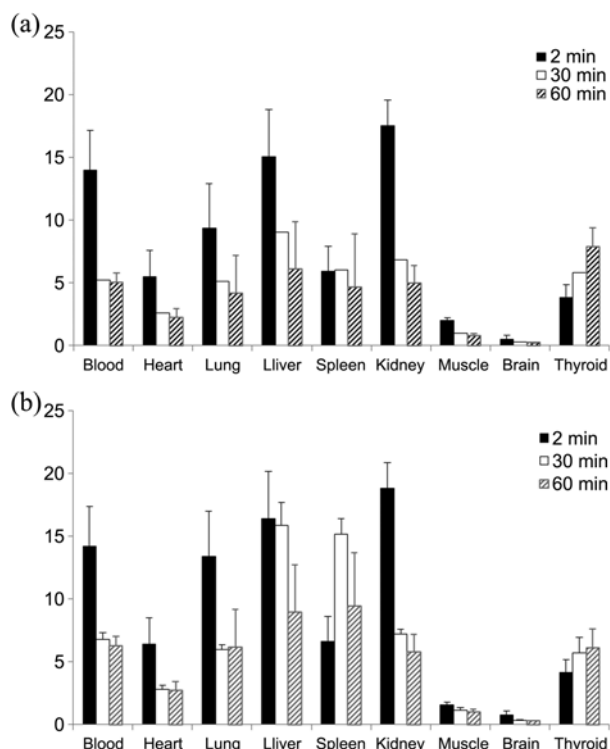 (a)
25
20
15
10
5
0
2 min
30 min
60 min
Blood Heart Lung Lliver Spleen Kidney Muscle Brain Thyroid
(b)
25
20
15
10
5
0
2 min
30 min
60 min
Blood Heart Lung Lliver Spleen Kidney Muscle Brain Thyroid